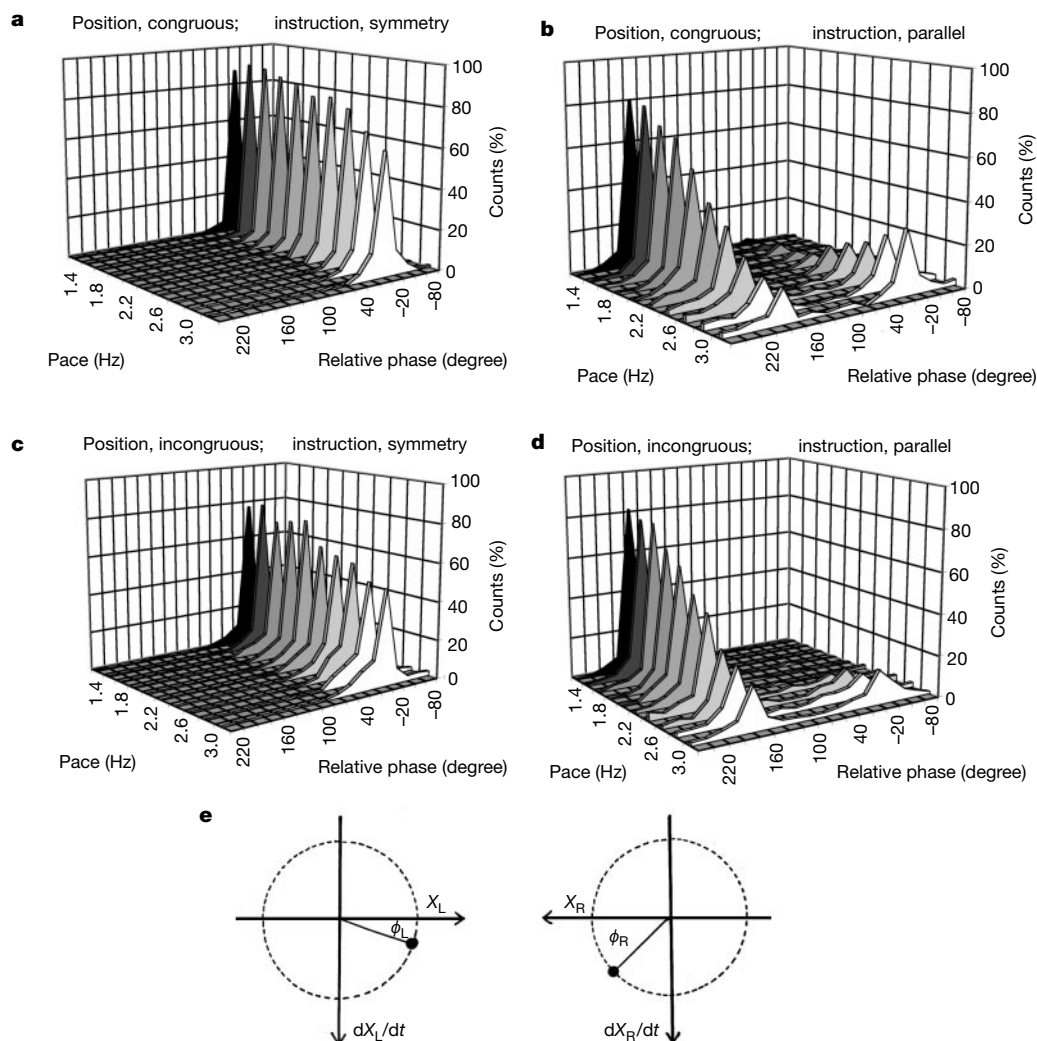 a
Position, congruous; instruction, symmetry
100
80
60
40
20
0
Counts (%)
1.4
1.8
2.2
2.6
3.0
Pace (Hz)
220
160
100
40
−20
−80
Relative phase (degree)
b
Position, congruous; instruction, parallel
100
80
60
40
20
0
Counts (%)
1.4
1.8
2.2
2.6
3.0
Pace (Hz)
220
160
100
40
−20
−80
Relative phase (degree)
c
Position, incongruous; instruction, symmetry
100
80
60
40
20
0
Counts (%)
1.4
1.8
2.2
2.6
3.0
Pace (Hz)
220
160
100
40
−20
−80
Relative phase (degree)
d
Position, incongruous; instruction, parallel
100
80
60
40
20
0
Counts (%)
1.4
1.8
2.2
2.6
3.0
Pace (Hz)
220
160
100
40
−20
−80
Relative phase (degree)
e
X_L
ϕ_L
dX_L/dt
X_R
ϕ_R
dX_R/dt